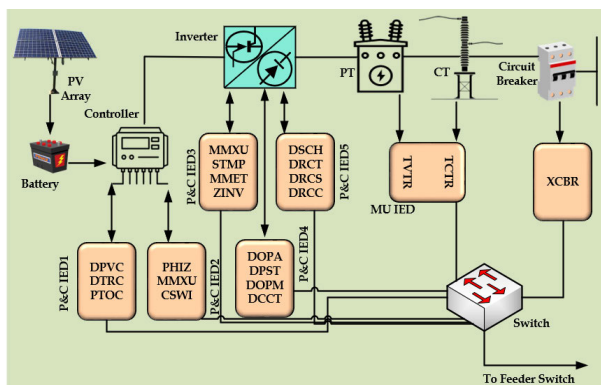 Inverter
PV
Array
Controller
Battery
PT
CT
Circuit
Breaker
P&C IED3
MMXU
STMP
MMET
ZINV
DSCH
DRCT
DRCS
DRCC
P&C IED5
TVTR
TCTR
MU IED
XCBR
P&C IED1
DPVC
DTRC
PTOC
PHIZ
MMXU
CSWI
P&C IED2
DOPA
DPST
DOPM
DCCT
P&C IED4
Switch
To Feeder Switch